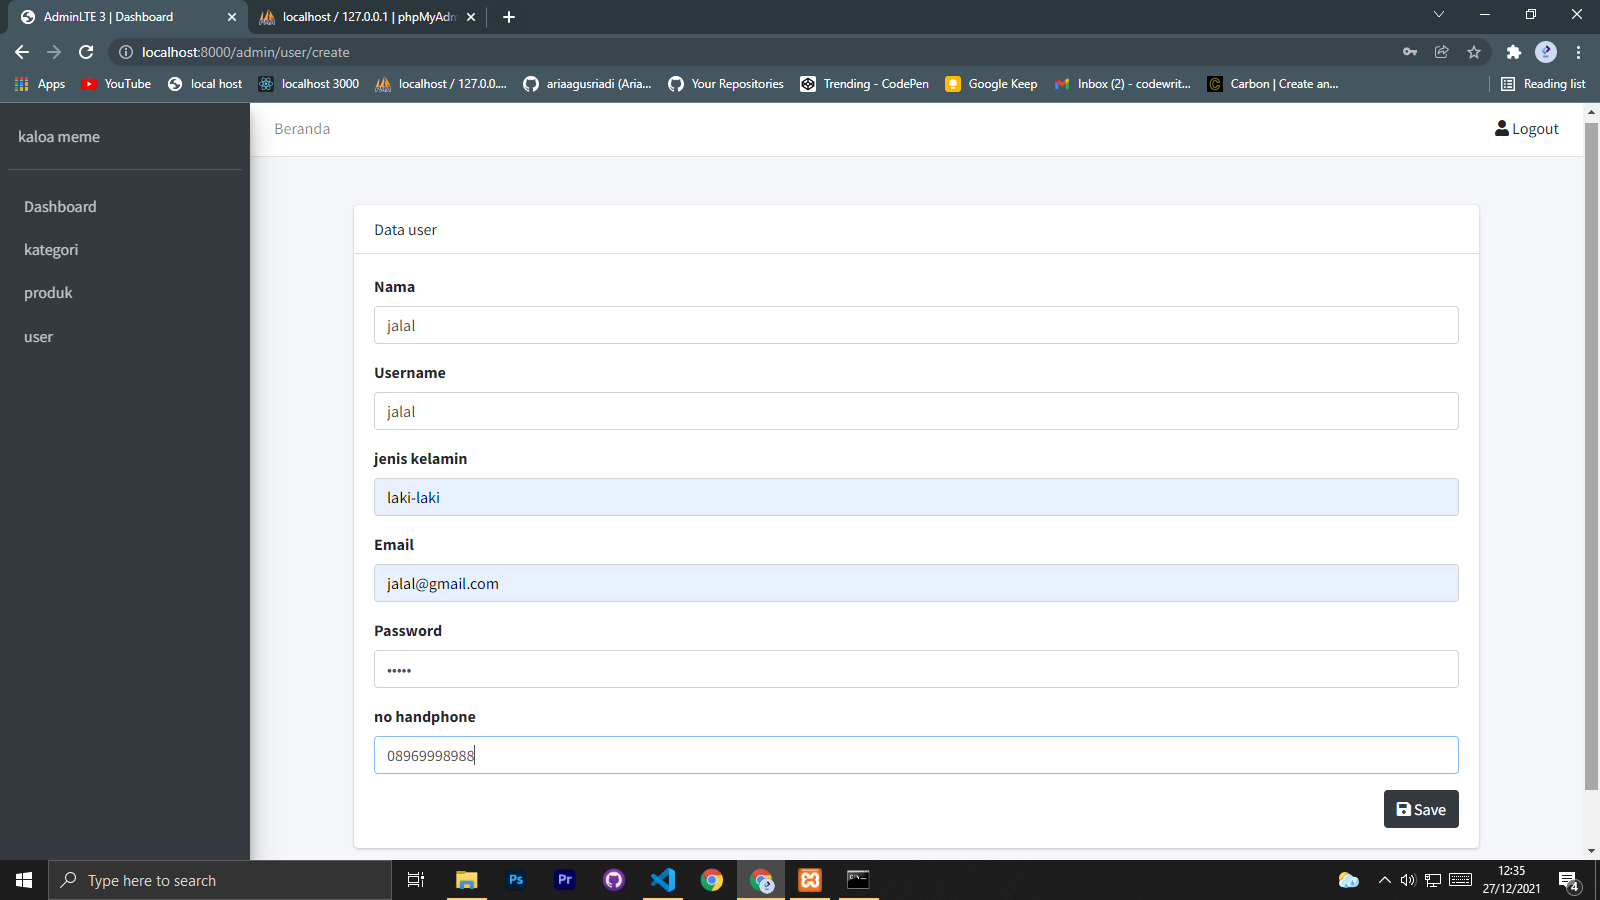 AdminLTE 3 | Dashboard
localhost / 127.0.0.1 | phpMyAdm
localhost:8000/admin/user/create
Apps
YouTube
local host
localhost 3000
localhost / 127.0.0....
ariaagusriadi (Aria...
Your Repositories
Trending - CodePen
Google Keep
Inbox (2) - codewrit...
Carbon | Create an...
Reading list
kaloa meme
Beranda
Logout
Dashboard
kategori
produk
user
Data user
Nama
jalal
Username
jalal
jenis kelamin
laki-laki
Email
jalal@gmail.com
Password
•••••
no handphone
08969998988
Save
Type here to search
Ps
Pr
12:35
27/12/2021
4